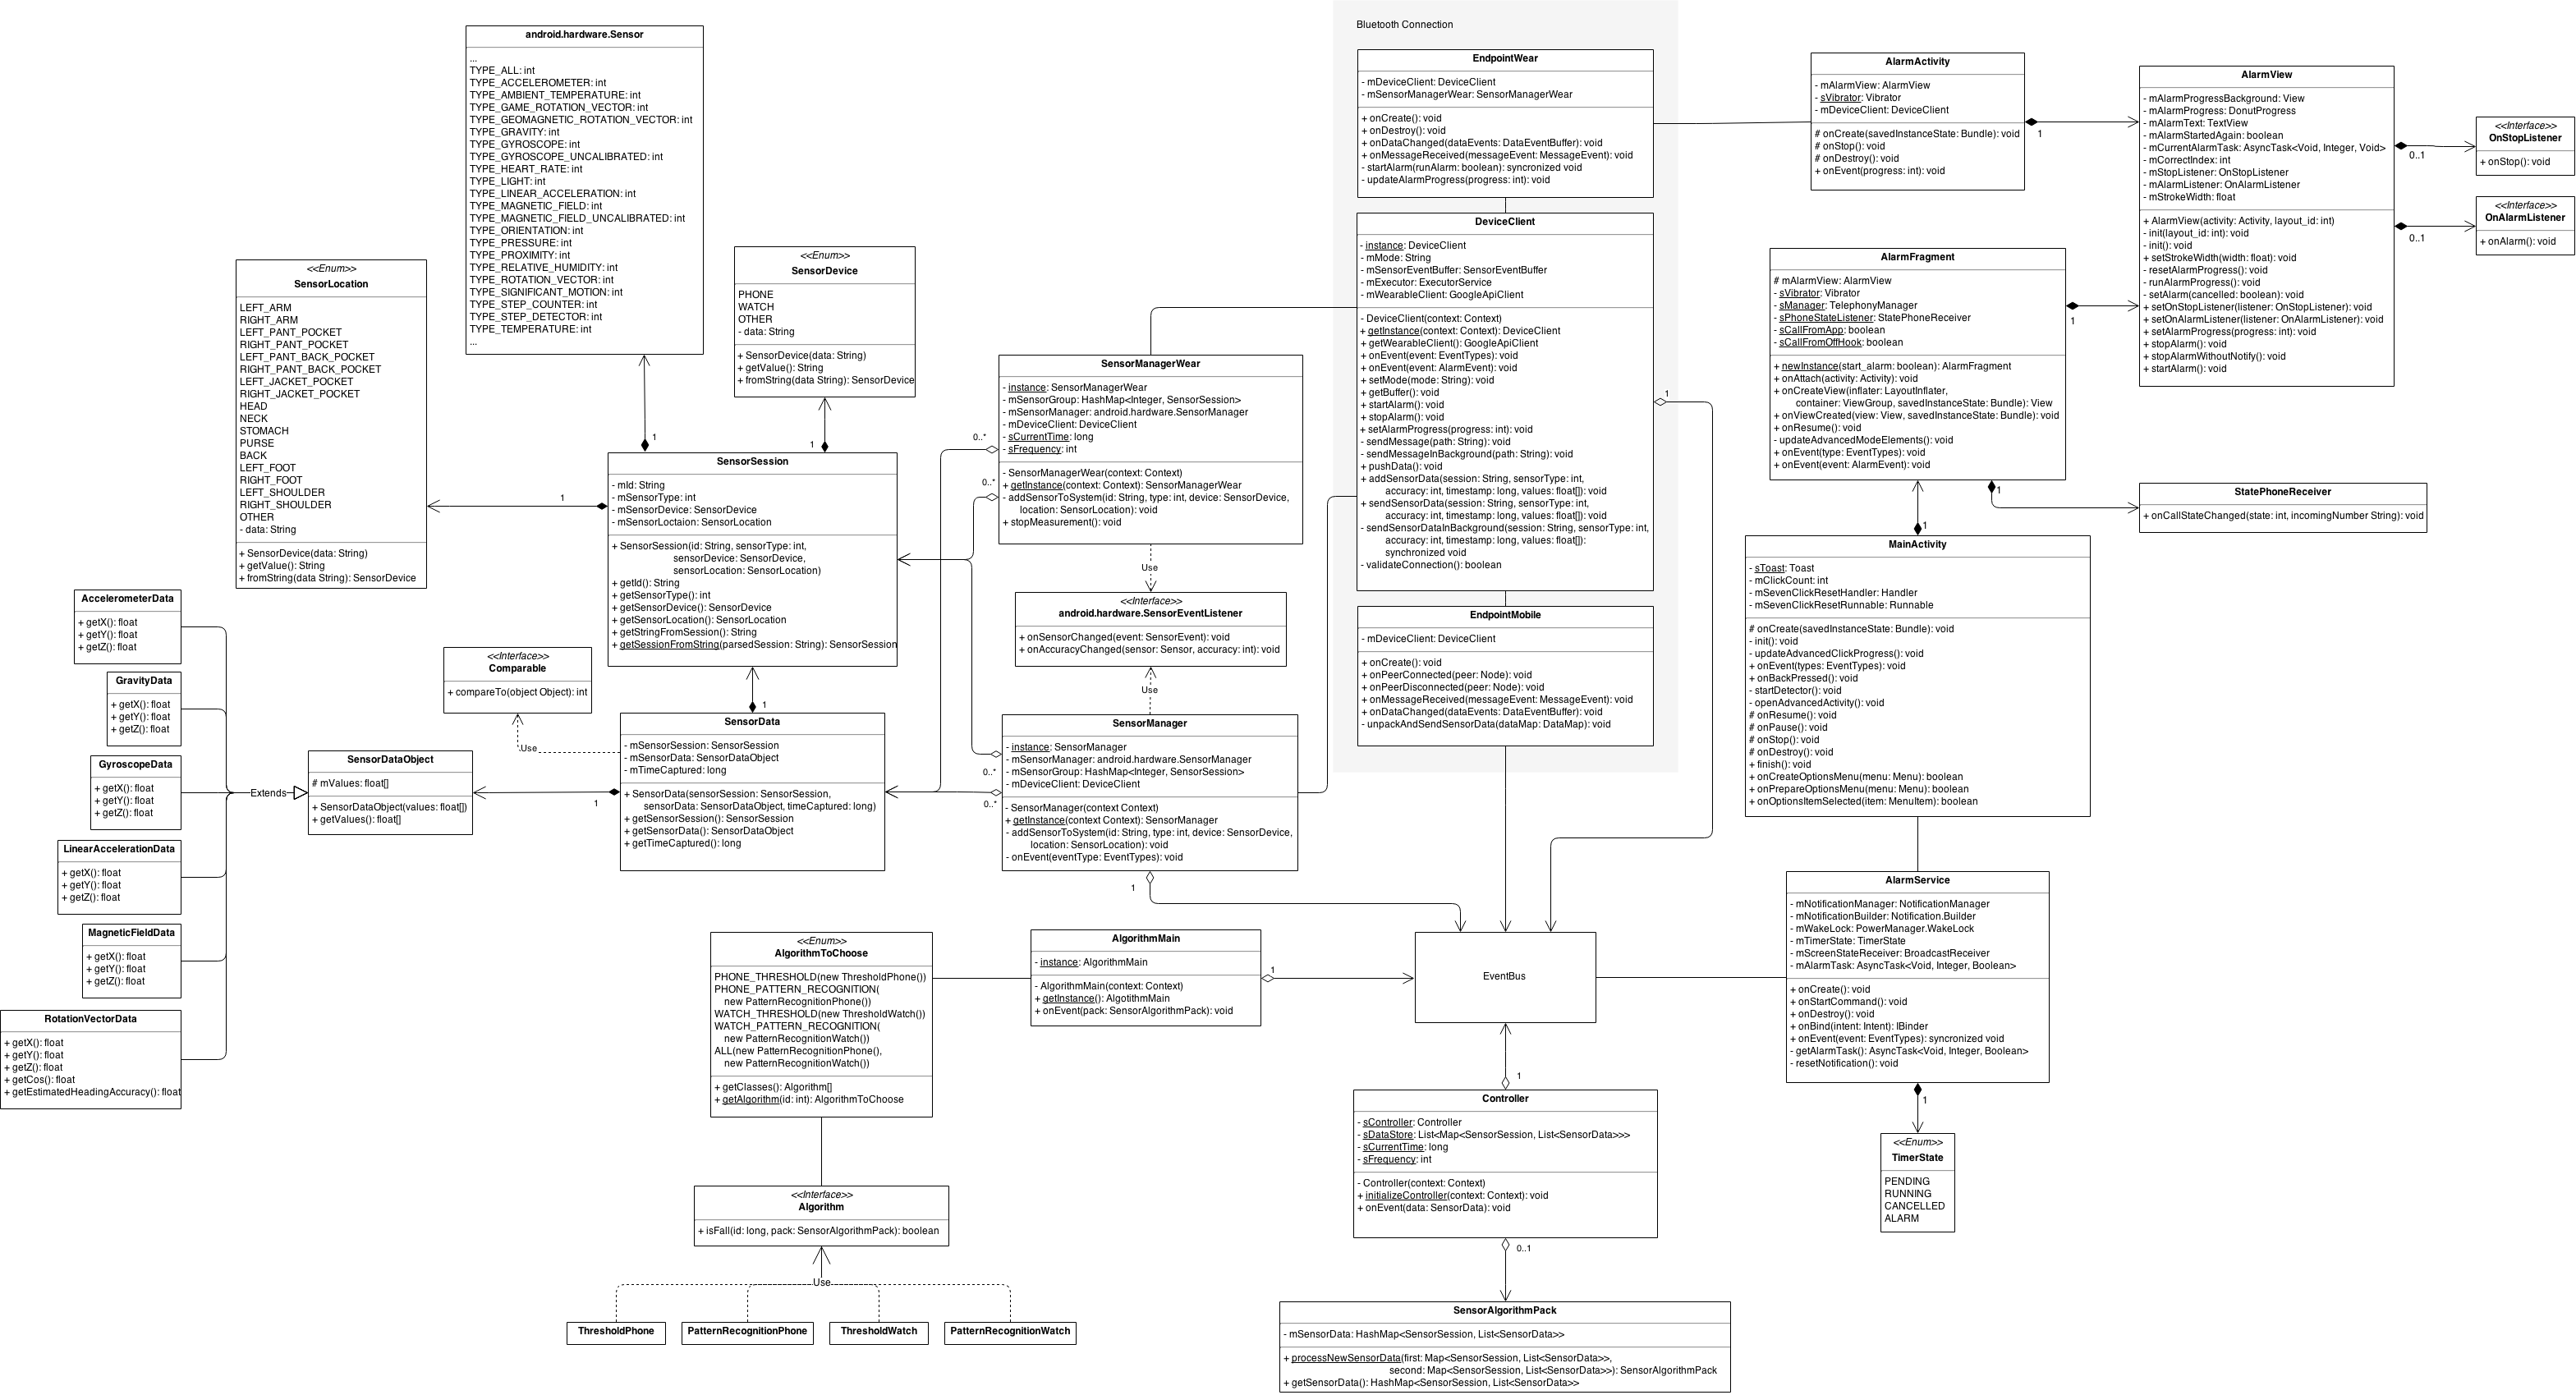 Bluetooth Connection
android.hardware.Sensor
...
TYPE_ALL: int
TYPE_ACCELEROMETER: int
TYPE_AMBIENT_TEMPERATURE: int
TYPE_GAME_ROTATION_VECTOR: int
TYPE_GEOMAGNETIC_ROTATION_VECTOR: int
TYPE_GRAVITY: int
TYPE_GYROSCOPE: int
TYPE_GYROSCOPE_UNCALIBRATED: int
TYPE_HEART_RATE: int
TYPE_LIGHT: int
TYPE_LINEAR_ACCELERATION: int
TYPE_MAGNETIC_FIELD: int
TYPE_MAGNETIC_FIELD_UNCALIBRATED: int
TYPE_ORIENTATION: int
TYPE_PRESSURE: int
TYPE_PROXIMITY: int
TYPE_RELATIVE_HUMIDITY: int
TYPE_ROTATION_VECTOR: int
TYPE_SIGNIFICANT_MOTION: int
TYPE_STEP_COUNTER: int
TYPE_STEP_DETECTOR: int
TYPE_TEMPERATURE: int
...
1
<<Enum>>
SensorLocation
LEFT_ARM
RIGHT_ARM
LEFT_PANT_POCKET
RIGHT_PANT_POCKET
LEFT_PANT_BACK_POCKET
RIGHT_PANT_BACK_POCKET
LEFT_JACKET_POCKET
RIGHT_JACKET_POCKET
HEAD
NECK
STOMACH
PURSE
BACK
LEFT_FOOT
RIGHT_FOOT
LEFT_SHOULDER
RIGHT_SHOULDER
OTHER
- data: String
+ SensorDevice(data: String)
+ getValue(): String
+ fromString(data String): SensorDevice
1
<<Enum>>
SensorDevice
PHONE
WATCH
OTHER
- data: String
+ SensorDevice(data: String)
+ getValue(): String
+ fromString(data String): SensorDevice
1
SensorSession
- mId: String
- mSensorType: int
- mSensorDevice: SensorDevice
- mSensorLoctaion: SensorLocation
+ SensorSession(id: String, sensorType: int,
sensorDevice: SensorDevice,
sensorLocation: SensorLocation)
+ getId(): String
+ getSensorType(): int
+ getSensorDevice(): SensorDevice
+ getSensorLocation(): SensorLocation
+ getStringFromSession(): String
+ getSessionFromString(parsedSession: String): SensorSession
1
<<Interface>>
Comparable
+ compareTo(object Object): int
Use
SensorData
- mSensorSession: SensorSession
- mSensorData: SensorDataObject
- mTimeCaptured: long
+ SensorData(sensorSession: SensorSession,
sensorData: SensorDataObject, timeCaptured: long)
+ getSensorSession(): SensorSession
+ getSensorData(): SensorDataObject
+ getTimeCaptured(): long
1
SensorDataObject
# mValues: float[]
+ SensorDataObject(values: float[])
+ getValues(): float[]
Extends
AccelerometerData
+ getX(): float
+ getY(): float
+ getZ(): float
GravityData
+ getX(): float
+ getY(): float
+ getZ(): float
GyroscopeData
+ getX(): float
+ getY(): float
+ getZ(): float
LinearAccelerationData
+ getX(): float
+ getY(): float
+ getZ(): float
MagneticFieldData
+ getX(): float
+ getY(): float
+ getZ(): float
RotationVectorData
+ getX(): float
+ getY(): float
+ getZ(): float
+ getCos(): float
+ getEstimatedHeadingAccuracy(): float
SensorManagerWear
- instance: SensorManagerWear
- mSensorGroup: HashMap<Integer, SensorSession>
- mSensorManager: android.hardware.SensorManager
- mDeviceClient: DeviceClient
- sCurrentTime: long
- sFrequency: int
- SensorManagerWear(context: Context)
+ getInstance(context: Context): SensorManagerWear
- addSensorToSystem(id: String, type: int, device: SensorDevice,
location: SensorLocation): void
+ stopMeasurement(): void
0..*
0..*
Use
<<Interface>>
android.hardware.SensorEventListener
+ onSensorChanged(event: SensorEvent): void
+ onAccuracyChanged(sensor: Sensor, accuracy: int): void
Use
SensorManager
- instance: SensorManager
- mSensorManager: android.hardware.SensorManager
- mSensorGroup: HashMap<Integer, SensorSession>
- mDeviceClient: DeviceClient
- SensorManager(context Context)
+ getInstance(context Context): SensorManager
- addSensorToSystem(id: String, type: int, device: SensorDevice,
location: SensorLocation): void
- onEvent(eventType: EventTypes): void
0..*
0..*
1
EndpointWear
- mDeviceClient: DeviceClient
- mSensorManagerWear: SensorManagerWear
+ onCreate(): void
+ onDestroy(): void
+ onDataChanged(dataEvents: DataEventBuffer): void
+ onMessageReceived(messageEvent: MessageEvent): void
- startAlarm(runAlarm: boolean): syncronized void
- updateAlarmProgress(progress: int): void
DeviceClient
- instance: DeviceClient
- mMode: String
- mSensorEventBuffer: SensorEventBuffer
- mExecutor: ExecutorService
- mWearableClient: GoogleApiClient
- DeviceClient(context: Context)
+ getInstance(context: Context): DeviceClient
+ getWearableClient(): GoogleApiClient
+ onEvent(event: EventTypes): void
+ onEvent(event: AlarmEvent): void
+ setMode(mode: String): void
+ getBuffer(): void
+ startAlarm(): void
+ stopAlarm(): void
+ setAlarmProgress(progress: int): void
- sendMessage(path: String): void
- sendMessageInBackground(path: String): void
+ pushData(): void
+ addSensorData(session: String, sensorType: int,
accuracy: int, timestamp: long, values: float[]): void
+ sendSensorData(session: String, sensorType: int,
accuracy: int, timestamp: long, values: float[]): void
- sendSensorDataInBackground(session: String, sensorType: int,
accuracy: int, timestamp: long, values: float[]):
synchronized void
- validateConnection(): boolean
1
EndpointMobile
- mDeviceClient: DeviceClient
+ onCreate(): void
+ onPeerConnected(peer: Node): void
+ onPeerDisconnected(peer: Node): void
+ onMessageReceived(messageEvent: MessageEvent): void
+ onDataChanged(dataEvents: DataEventBuffer): void
- unpackAndSendSensorData(dataMap: DataMap): void
AlarmActivity
- mAlarmView: AlarmView
- sVibrator: Vibrator
- mDeviceClient: DeviceClient
# onCreate(savedInstanceState: Bundle): void
# onStop(): void
# onDestroy(): void
+ onEvent(progress: int): void
1
AlarmView
- mAlarmProgressBackground: View
- mAlarmProgress: DonutProgress
- mAlarmText: TextView
- mAlarmStartedAgain: boolean
- mCurrentAlarmTask: AsyncTask<Void, Integer, Void>
- mCorrectIndex: int
- mStopListener: OnStopListener
- mAlarmListener: OnAlarmListener
- mStrokeWidth: float
+ AlarmView(activity: Activity, layout_id: int)
- init(layout_id: int): void
- init(): void
+ setStrokeWidth(width: float): void
- resetAlarmProgress(): void
- runAlarmProgress(): void
- setAlarm(cancelled: boolean): void
+ setOnStopListener(listener: OnStopListener): void
+ setOnAlarmListener(listener: OnAlarmListener): void
+ setAlarmProgress(progress: int): void
+ stopAlarm(): void
+ stopAlarmWithoutNotify(): void
+ startAlarm(): void
0..1
0..1
<<Interface>>
OnStopListener
+ onStop(): void
<<Interface>>
OnAlarmListener
+ onAlarm(): void
AlarmFragment
# mAlarmView: AlarmView
- sVibrator: Vibrator
- sManager: TelephonyManager
- sPhoneStateListener: StatePhoneReceiver
- sCallFromApp: boolean
- sCallFromOffHook: boolean
+ newInstance(start_alarm: boolean): AlarmFragment
+ onAttach(activity: Activity): void
+ onCreateView(inflater: LayoutInflater,
container: ViewGroup, savedInstanceState: Bundle): View
+ onViewCreated(view: View, savedInstanceState: Bundle): void
+ onResume(): void
- updateAdvancedModeElements(): void
+ onEvent(type: EventTypes): void
+ onEvent(event: AlarmEvent): void
1
1
StatePhoneReceiver
+ onCallStateChanged(state: int, incomingNumber String): void
1
MainActivity
- sToast: Toast
- mClickCount: int
- mSevenClickResetHandler: Handler
- mSevenClickResetRunnable: Runnable
# onCreate(savedInstanceState: Bundle): void
- init(): void
- updateAdvancedClickProgress(): void
+ onEvent(types: EventTypes): void
+ onBackPressed(): void
- startDetector(): void
- openAdvancedActivity(): void
# onResume(): void
# onPause(): void
# onStop(): void
# onDestroy(): void
+ finish(): void
+ onCreateOptionsMenu(menu: Menu): boolean
+ onPrepareOptionsMenu(menu: Menu): boolean
+ onOptionsItemSelected(item: MenuItem): boolean
AlarmService
- mNotificationManager: NotificationManager
- mNotificationBuilder: Notification.Builder
- mWakeLock: PowerManager.WakeLock
- mTimerState: TimerState
- mScreenStateReceiver: BroadcastReceiver
- mAlarmTask: AsyncTask<Void, Integer, Boolean>
+ onCreate(): void
+ onStartCommand(): void
+ onDestroy(): void
+ onBind(intent: Intent): IBinder
+ onEvent(event: EventTypes): syncronized void
- getAlarmTask(): AsyncTask<Void, Integer, Boolean>
- resetNotification(): void
1
<<Enum>>
TimerState
PENDING
RUNNING
CANCELLED
ALARM
<<Enum>>
AlgorithmToChoose
PHONE_THRESHOLD(new ThresholdPhone())
PHONE_PATTERN_RECOGNITION(
new PatternRecognitionPhone())
WATCH_THRESHOLD(new ThresholdWatch())
WATCH_PATTERN_RECOGNITION(
new PatternRecognitionWatch())
ALL(new PatternRecognitionPhone(),
new PatternRecognitionWatch())
+ getClasses(): Algorithm[]
+ getAlgorithm(id: int): AlgorithmToChoose
AlgorithmMain
- instance: AlgorithmMain
- AlgorithmMain(context: Context)
+ getInstance(): AlgotithmMain
+ onEvent(pack: SensorAlgorithmPack): void
1
EventBus
1
Controller
- sController: Controller
- sDataStore: List<Map<SensorSession, List<SensorData>>>
- sCurrentTime: long
- sFrequency: int
- Controller(context: Context)
+ initializeController(context: Context): void
+ onEvent(data: SensorData): void
0..1
SensorAlgorithmPack
- mSensorData: HashMap<SensorSession, List<SensorData>>
+ processNewSensorData(first: Map<SensorSession, List<SensorData>>,
second: Map<SensorSession, List<SensorData>>): SensorAlgorithmPack
+ getSensorData(): HashMap<SensorSession, List<SensorData>>
<<Interface>>
Algorithm
+ isFall(id: long, pack: SensorAlgorithmPack): boolean
Use
ThresholdPhone
PatternRecognitionPhone
ThresholdWatch
PatternRecognitionWatch